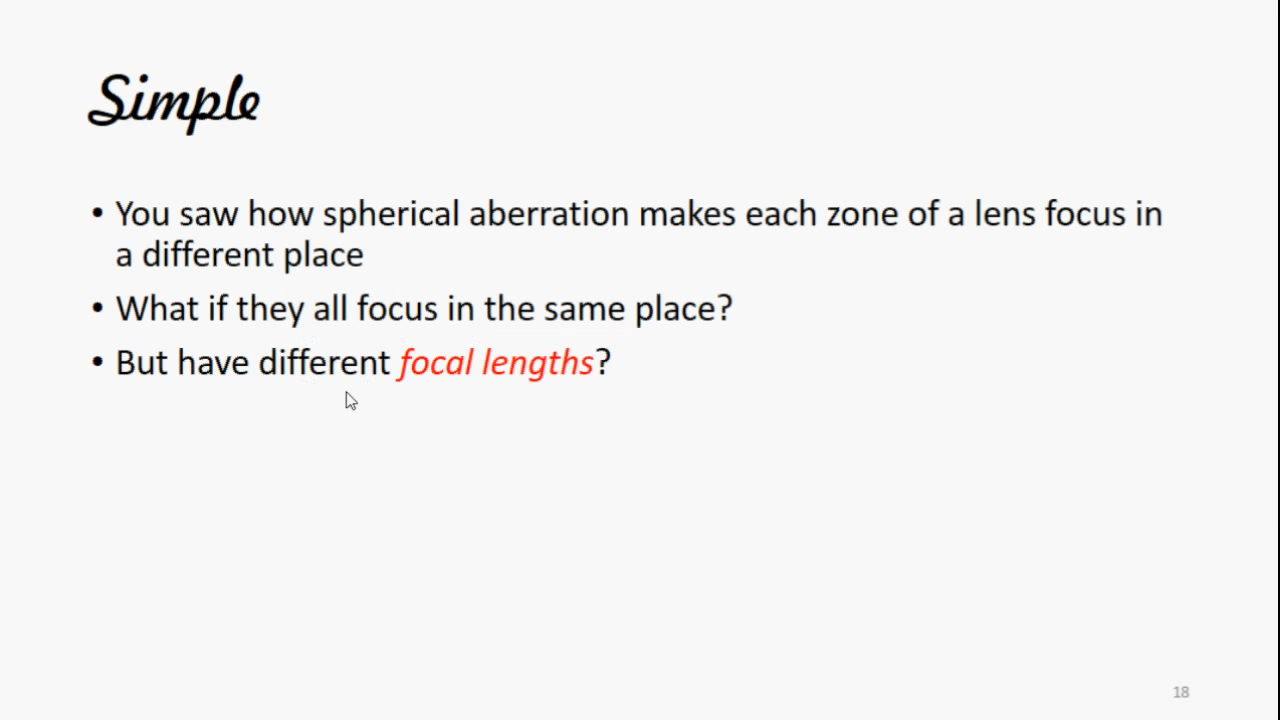 Simple
• You saw how spherical aberration makes each zone of a lens focus in
a different place
• What if they all focus in the same place?
• But have different focal lengths?
18